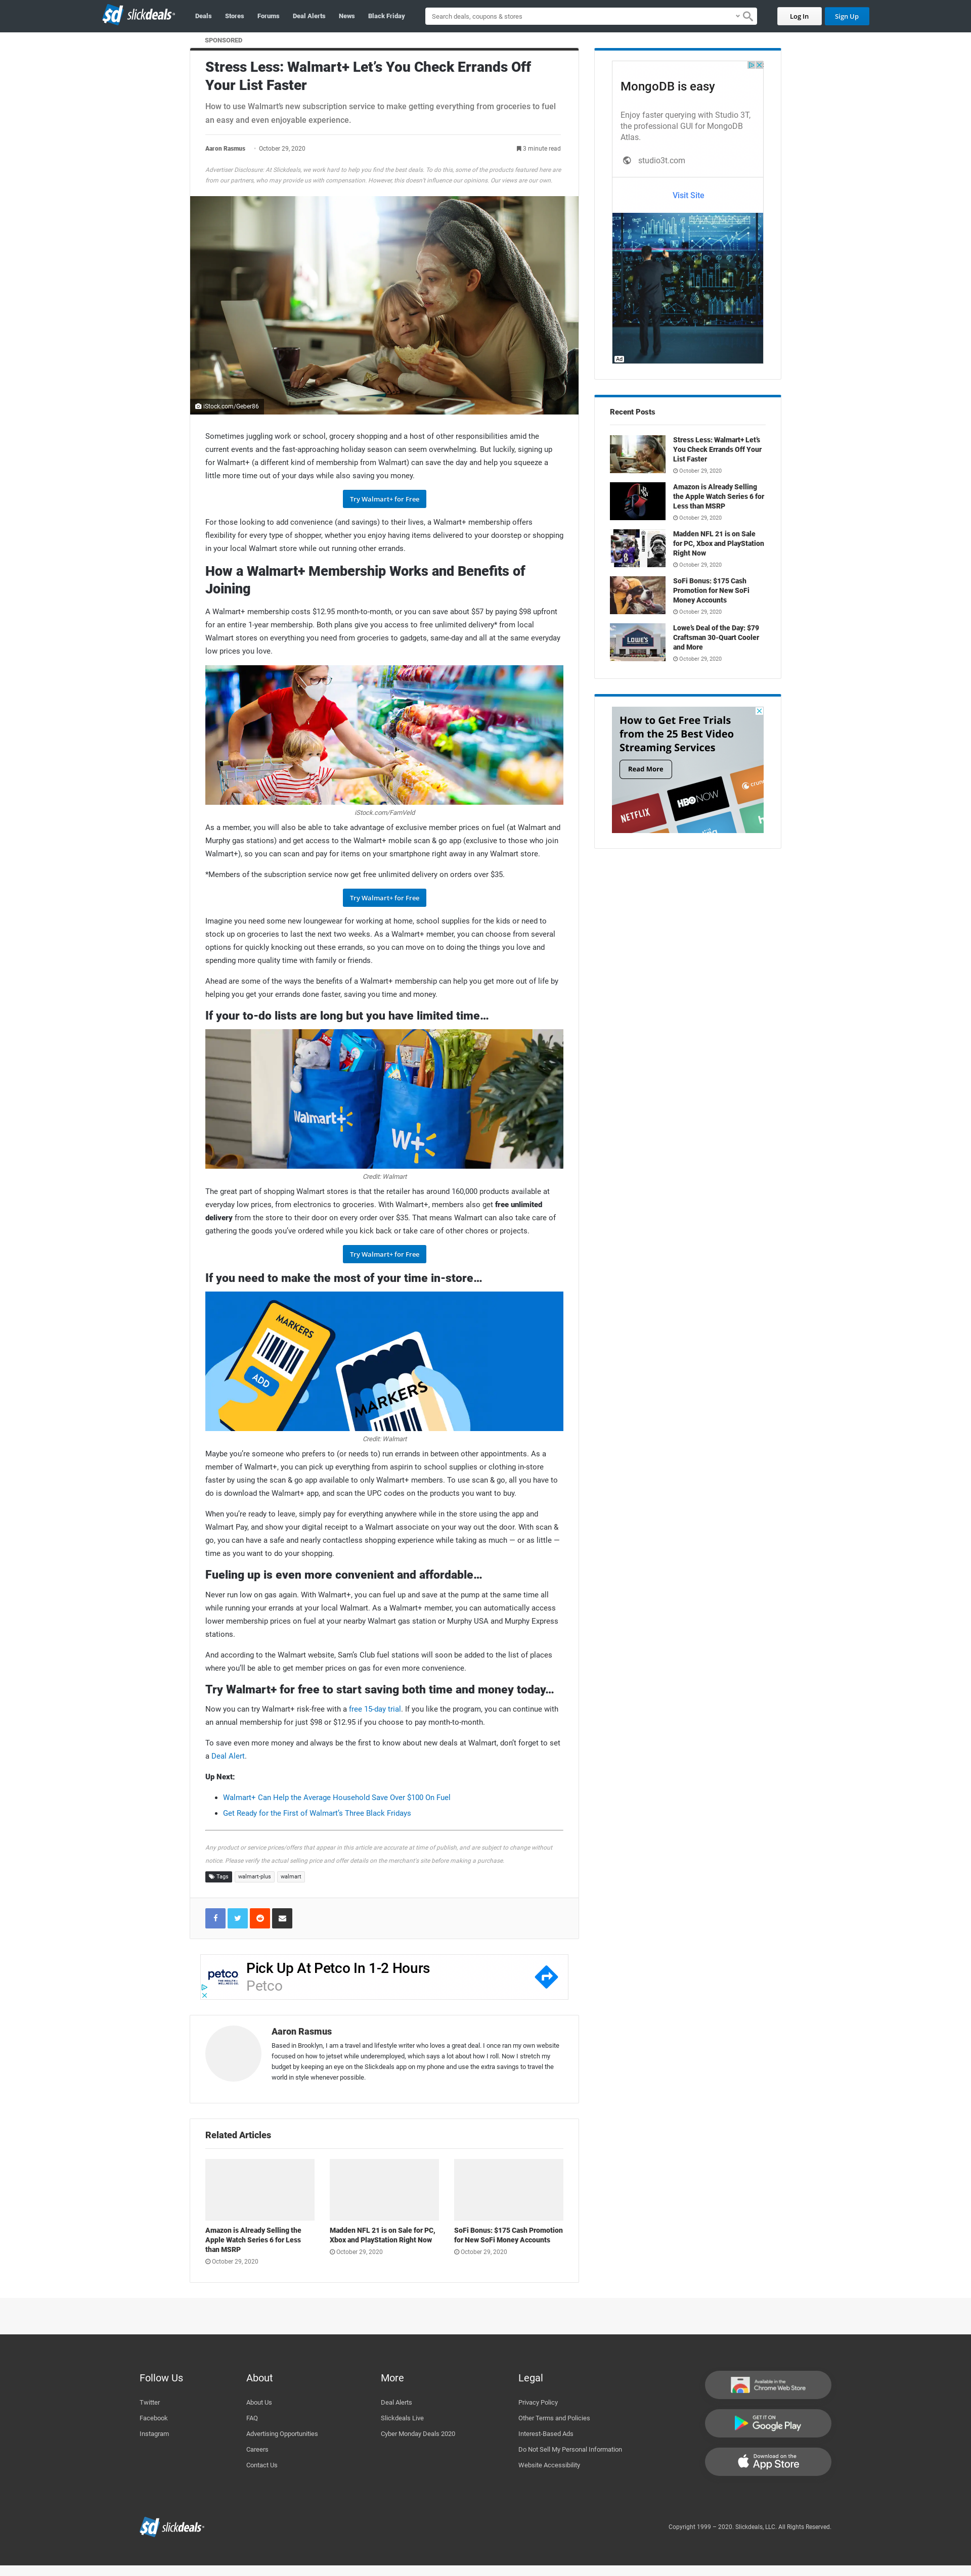 sd slickdeals
Deals
Stores
Forums
Deal Alerts
News
Black Friday
Search deals, coupons & stores
Log In
Sign Up
SPONSORED
Stress Less: Walmart+ Let's You Check Errands Off
Your List Faster
How to use Walmart's new subscription service to make getting everything from groceries to fuel
an easy and even enjoyable experience.
Aaron Rasmus - October 29, 2020
3 minute read
Advertiser Disclosure: At Slickdeals, we work hard to help you find the best deals. To do this, some of the products featured here are
from our partners, who may provide us with compensation. However, this doesn't influence our opinions. Our views are our own.
iStock.com/Geber86
Sometimes juggling work or school, grocery shopping and a host of other responsibilities amid the
current events and the fast-approaching holiday season can seem overwhelming. But luckily, signing up
for Walmart+ (a different kind of membership from Walmart) can save the day and help you squeeze a
little more time out of your days while also saving you money.
Try Walmart+ for Free
For those looking to add convenience (and savings) to their lives, a Walmart+ membership offers
flexibility for every type of shopper, whether you enjoy having items delivered to your doorstep or shopping
in your local Walmart store while out running other errands.
How a Walmart+ Membership Works and Benefits of
Joining
A Walmart+ membership costs $12.95 month-to-month, or you can save about $57 by paying $98 upfront
for an entire 1-year membership. Both plans give you access to free unlimited delivery* from local
Walmart stores on everything you need from groceries to gadgets, same-day and all at the same everyday
low prices you love.
iStock.com/FamVeld
As a member, you will also be able to take advantage of exclusive member prices on fuel (at Walmart and
Murphy gas stations) and get access to the Walmart+ mobile scan & go app (exclusive to those who join
Walmart+), so you can scan and pay for items on your smartphone right away in any Walmart store.
*Members of the subscription service now get free unlimited delivery on orders over $35.
Try Walmart+ for Free
Imagine you need some new loungewear for working at home, school supplies for the kids or need to
stock up on groceries to last the next two weeks. As a Walmart+ member, you can choose from several
options for quickly knocking out these errands, so you can move on to doing the things you love and
spending more quality time with family or friends.
Ahead are some of the ways the benefits of a Walmart+ membership can help you get more out of life by
helping you get your errands done faster, saving you time and money.
If your to-do lists are long but you have limited time...
Walmart+
W+
Credit: Walmart
The great part of shopping Walmart stores is that the retailer has around 160,000 products available at
everyday low prices, from electronics to groceries. With Walmart+, members also get free unlimited
delivery from the store to their door on every order over $35. That means Walmart can also take care of
gathering the goods you've ordered while you kick back or take care of other chores or projects.
Try Walmart+ for Free
If you need to make the most of your time in-store...
MARKERS
ADD
MARKERS
Credit: Walmart
Maybe you're someone who prefers to (or needs to) run errands in between other appointments. As a
member of Walmart+, you can pick up everything from aspirin to school supplies or clothing in-store
faster by using the scan & go app available to only Walmart+ members. To use scan & go, all you have to
do is download the Walmart+ app, and scan the UPC codes on the products you want to buy.
When you're ready to leave, simply pay for everything anywhere while in the store using the app and
Walmart Pay, and show your digital receipt to a Walmart associate on your way out the door. With scan &
go, you can have a safe and nearly contactless shopping experience while taking as much — or as little —
time as you want to do your shopping.
Fueling up is even more convenient and affordable...
Never run low on gas again. With Walmart+, you can fuel up and save at the pump at the same time all
while running your errands at your local Walmart. As a Walmart+ member, you can automatically access
lower membership prices on fuel at your nearby Walmart gas station or Murphy USA and Murphy Express
stations.
And according to the Walmart website, Sam's Club fuel stations will soon be added to the list of places
where you'll be able to get member prices on gas for even more convenience.
Try Walmart+ for free to start saving both time and money today...
Now you can try Walmart+ risk-free with a free 15-day trial. If you like the program, you can continue with
an annual membership for just $98 or $12.95 if you choose to pay month-to-month.
To save even more money and always be the first to know about new deals at Walmart, don't forget to set
a Deal Alert.
Up Next:
Walmart+ Can Help the Average Household Save Over $100 On Fuel
Get Ready for the First of Walmart's Three Black Fridays
Any product or service prices/offers that appear in this article are accurate at time of publish, and are subject to change without
notice. Please verify the actual selling price and offer details on the merchant's site before making a purchase.
Tags
walmart-plus
walmart
petco
Pick Up At Petco In 1-2 Hours
Petco
Aaron Rasmus
Based in Brooklyn, I am a travel and lifestyle writer who loves a great deal. I once ran my own website
focused on how to jetset while underemployed, which says a lot about how I roll. Now I stretch my
budget by keeping an eye on the Slickdeals app on my phone and use the extra savings to travel the
world in style whenever possible.
Related Articles
Amazon is Already Selling the
Apple Watch Series 6 for Less
than MSRP
October 29, 2020
Madden NFL 21 is on Sale for PC,
Xbox and PlayStation Right Now
October 29, 2020
SoFi Bonus: $175 Cash Promotion
for New SoFi Money Accounts
October 29, 2020
MongoDB is easy
Enjoy faster querying with Studio 3T,
the professional GUI for MongoDB
Atlas.
studio3t.com
Visit Site
Ad
Recent Posts
Stress Less: Walmart+ Let's
You Check Errands Off Your
List Faster
October 29, 2020
Amazon is Already Selling
the Apple Watch Series 6 for
Less than MSRP
October 29, 2020
Madden NFL 21 is on Sale
for PC, Xbox and PlayStation
Right Now
October 29, 2020
SoFi Bonus: $175 Cash
Promotion for New SoFi
Money Accounts
October 29, 2020
LOWE'S
Lowe's Deal of the Day: $79
Craftsman 30-Quart Cooler
and More
October 29, 2020
How to Get Free Trials
from the 25 Best Video
Streaming Services
Read More
NETFLIX
HBO NOW
Follow Us
Twitter
Facebook
Instagram
About
About Us
FAQ
Advertising Opportunities
Careers
Contact Us
More
Deal Alerts
Slickdeals Live
Cyber Monday Deals 2020
Legal
Privacy Policy
Other Terms and Policies
Interest-Based Ads
Do Not Sell My Personal Information
Website Accessibility
Available in the
Chrome Web Store
GET IT ON
Google Play
Download on the
App Store
sd slickdeals
Copyright 1999 – 2020. Slickdeals, LLC. All Rights Reserved.